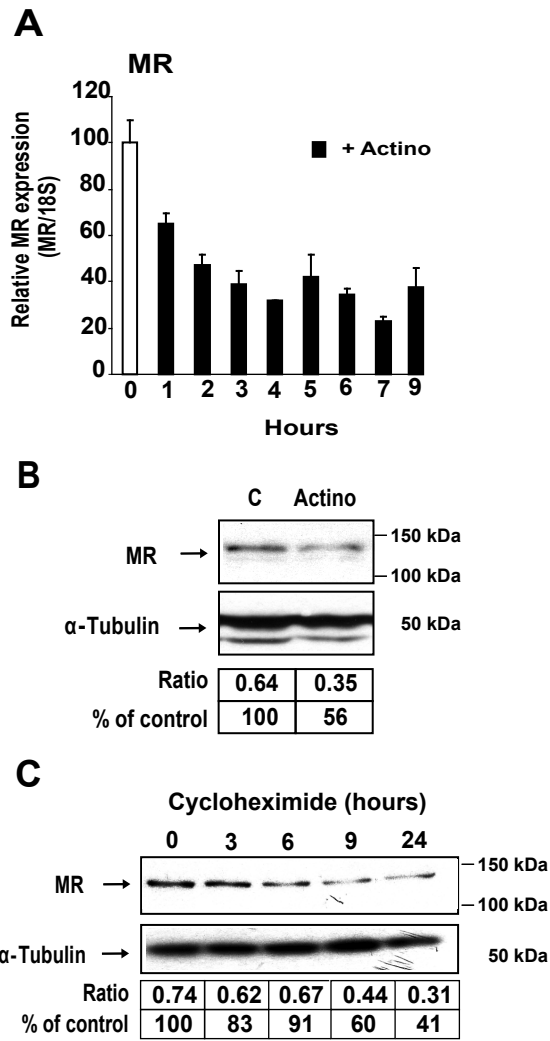 A
MR
120
100
80
60
40
20
0
Relative MR expression
(MR/18S)
+ Actino
0 1 2 3 4 5 6 7 9
Hours
B
C Actino
MR
150 kDa
100 kDa
α-Tubulin
50 kDa
Ratio 0.64 0.35
% of control 100 56
C
Cycloheximide (hours)
0 3 6 9 24
MR
150 kDa
100 kDa
α-Tubulin
50 kDa
Ratio 0.74 0.62 0.67 0.44 0.31
% of control 100 83 91 60 41